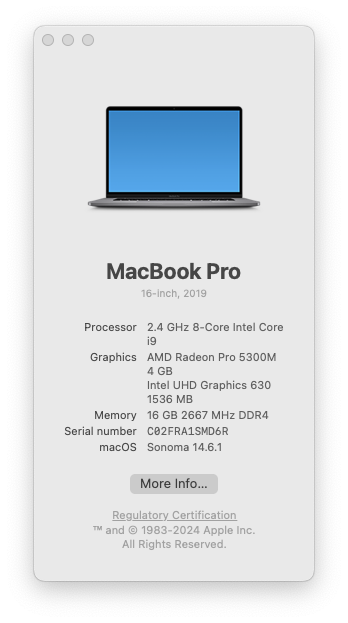 MacBook Pro
16-inch, 2019
Processor 2.4 GHz 8-Core Intel Core
i9
Graphics AMD Radeon Pro 5300M
4 GB
Intel UHD Graphics 630
1536 MB
Memory 16 GB 2667 MHz DDR4
Serial number C02FRA1SMD6R
macOS Sonoma 14.6.1
More Info...
Regulatory Certification
™ and © 1983-2024 Apple Inc.
All Rights Reserved.